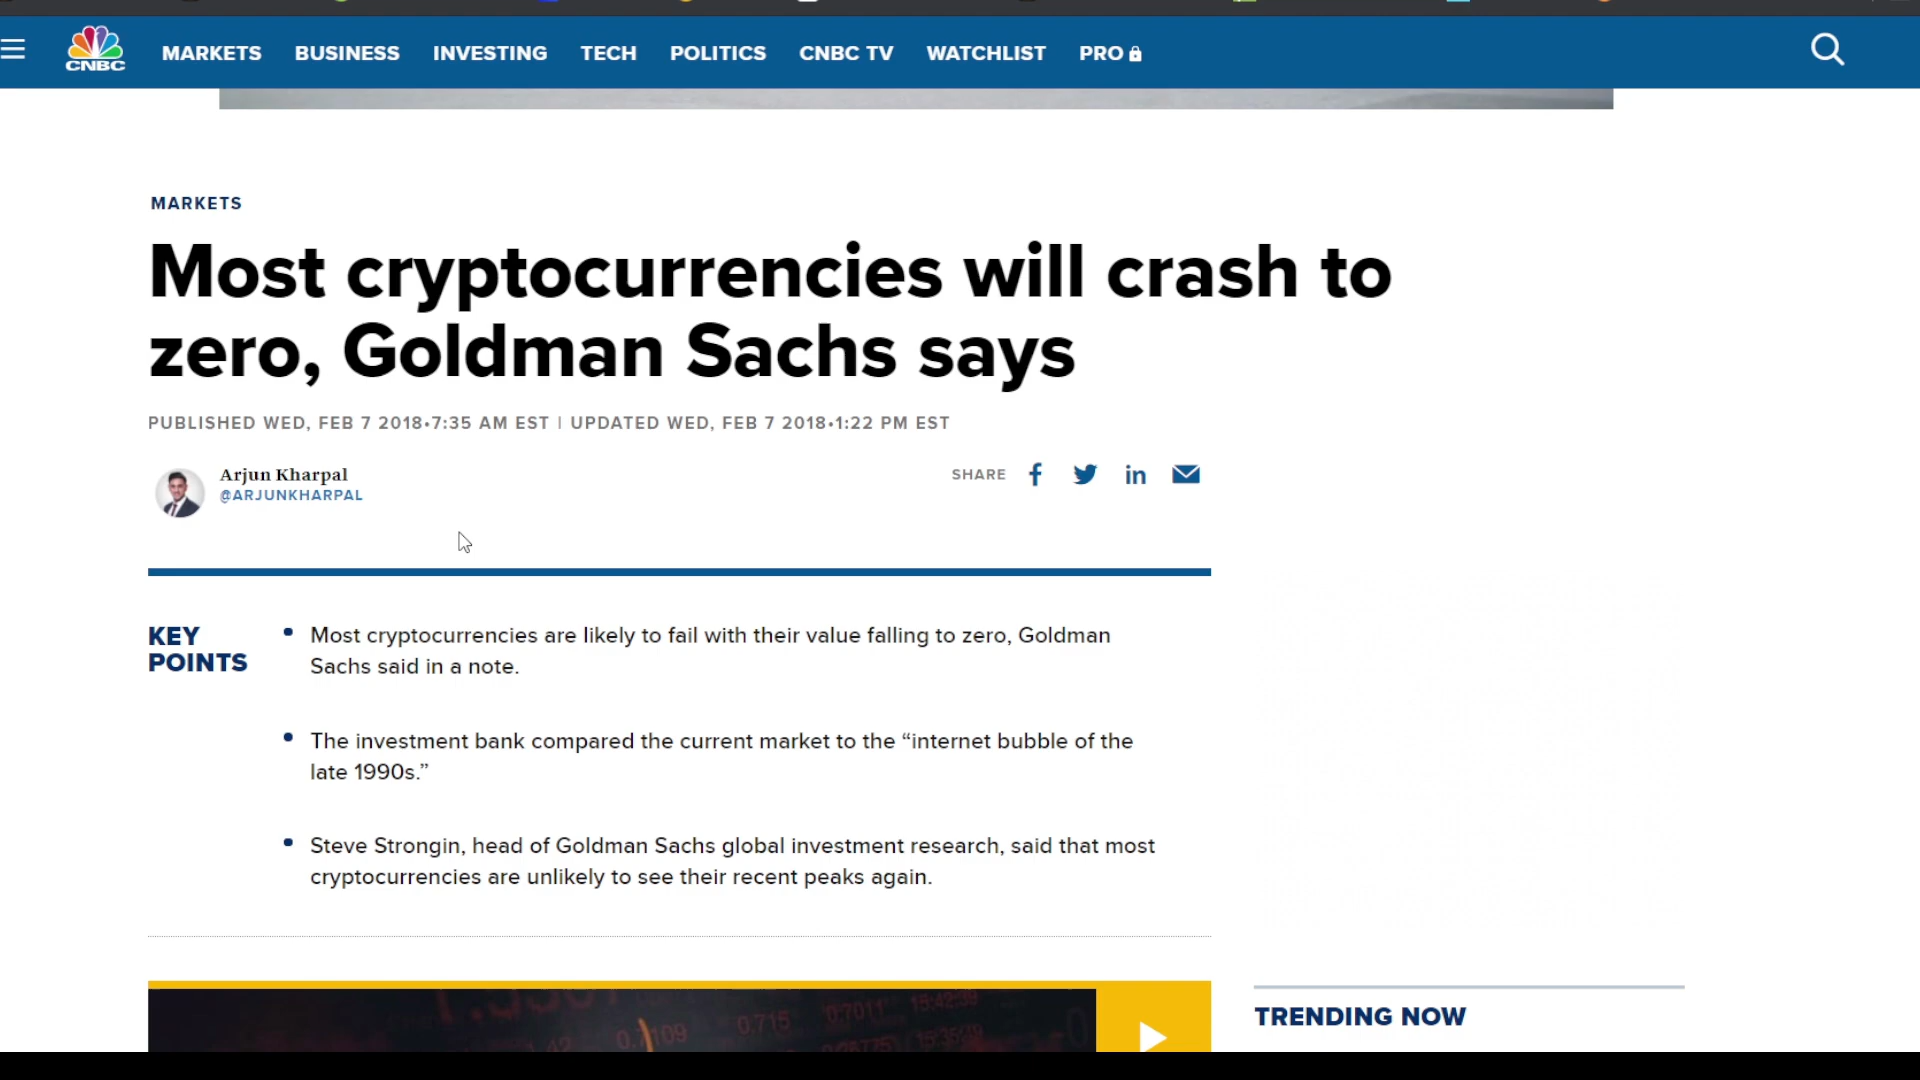 CNBC
MARKETS BUSINESS INVESTING TECH POLITICS CNBC TV WATCHLIST PRO
MARKETS
Most cryptocurrencies will crash to
zero, Goldman Sachs says
PUBLISHED WED, FEB 7 2018•7:35 AM EST | UPDATED WED, FEB 7 2018•1:22 PM EST
Arjun Kharpal
@ARJUNKHARPAL
SHARE
KEY
POINTS
• Most cryptocurrencies are likely to fail with their value falling to zero, Goldman
Sachs said in a note.
• The investment bank compared the current market to the “internet bubble of the
late 1990s.”
• Steve Strongin, head of Goldman Sachs global investment research, said that most
cryptocurrencies are unlikely to see their recent peaks again.
0.715
TRENDING NOW